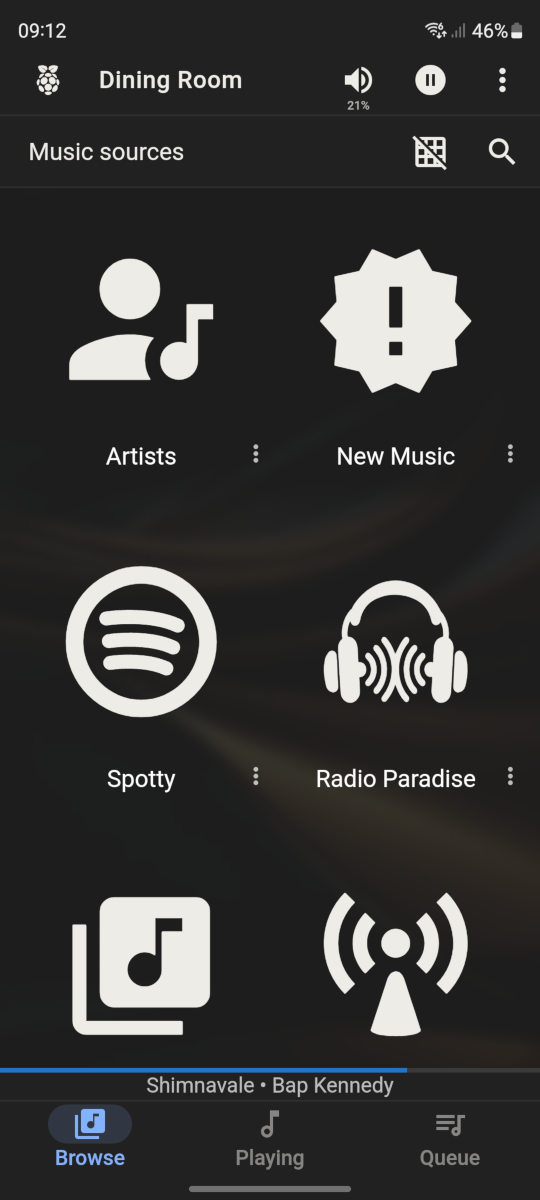 09:12
46%
Dining Room
21%
Music sources
Artists
New Music
Spotty
Radio Paradise
Shimnavale • Bap Kennedy
Browse
Playing
Queue